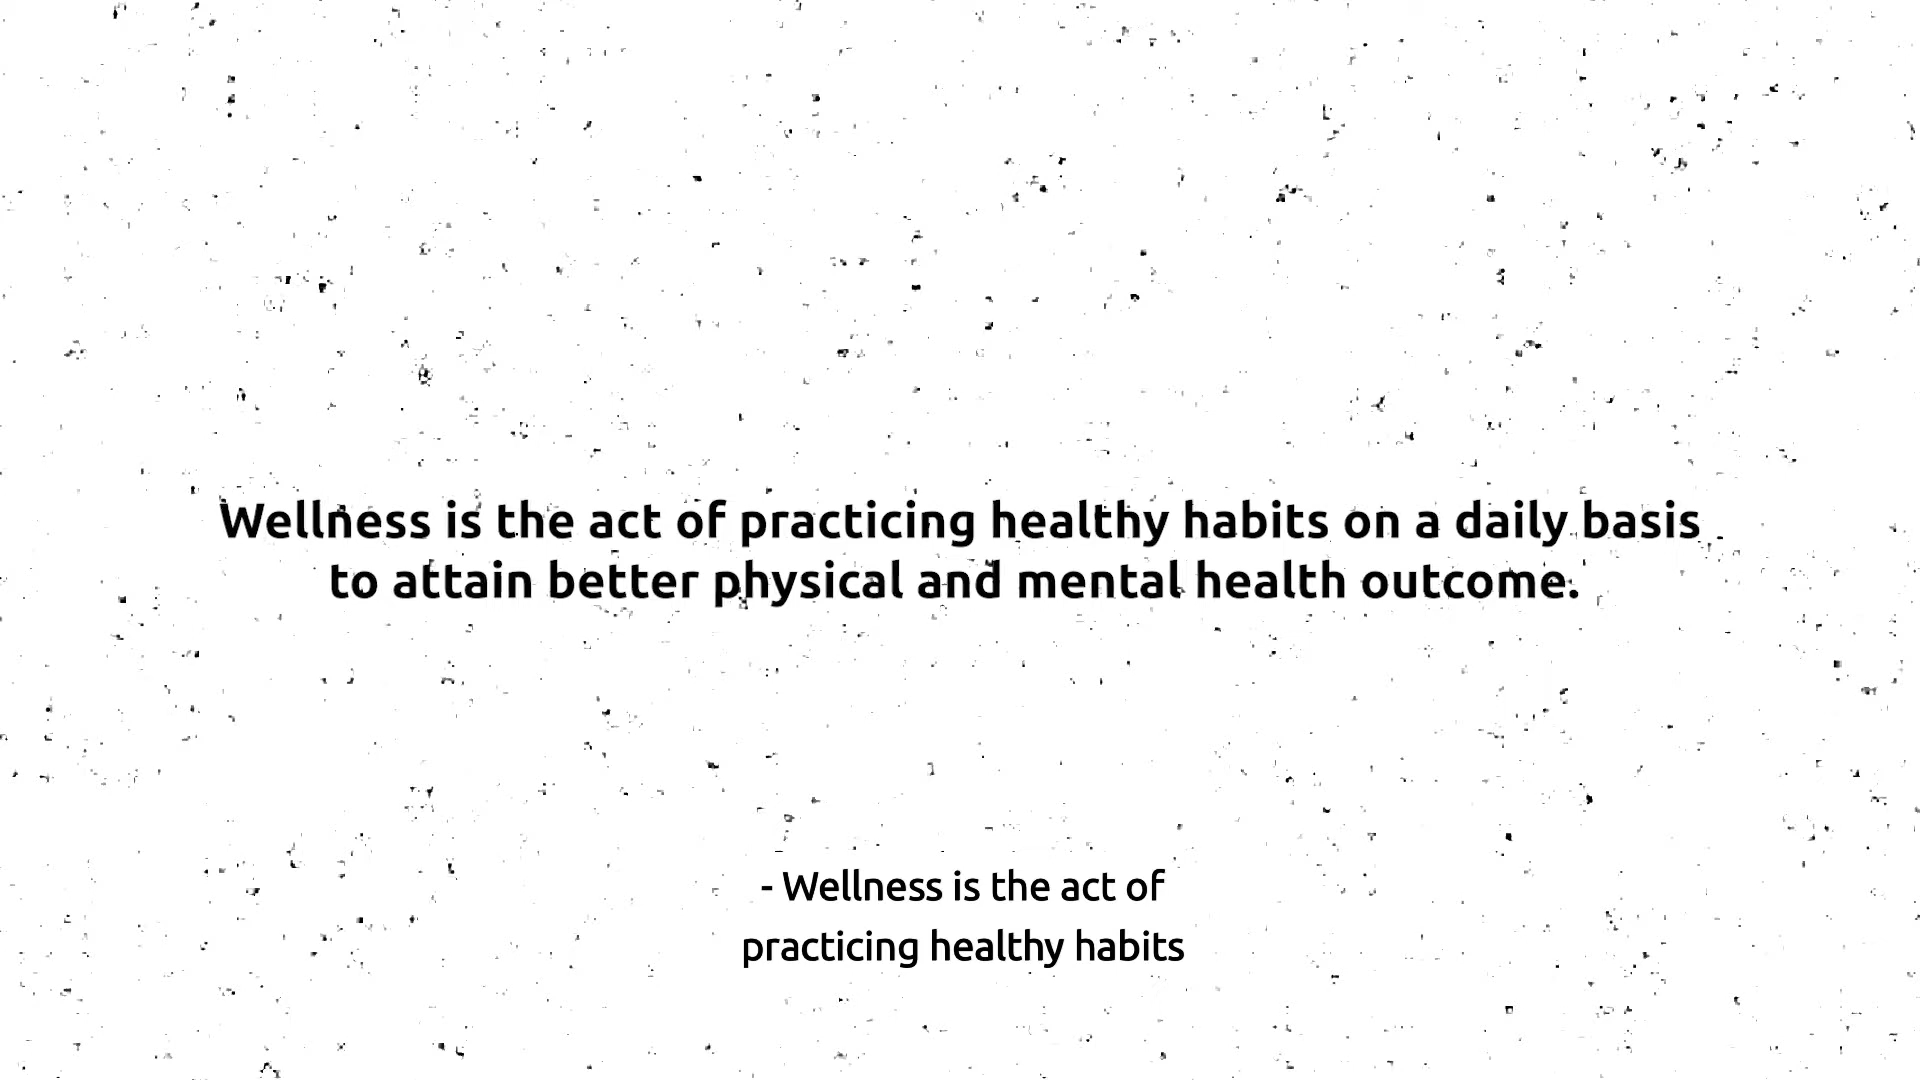 Wellness is the act of practicing healthy habits on a daily basis
to attain better physical and mental health outcome.
- Wellness is the act of
practicing healthy habits